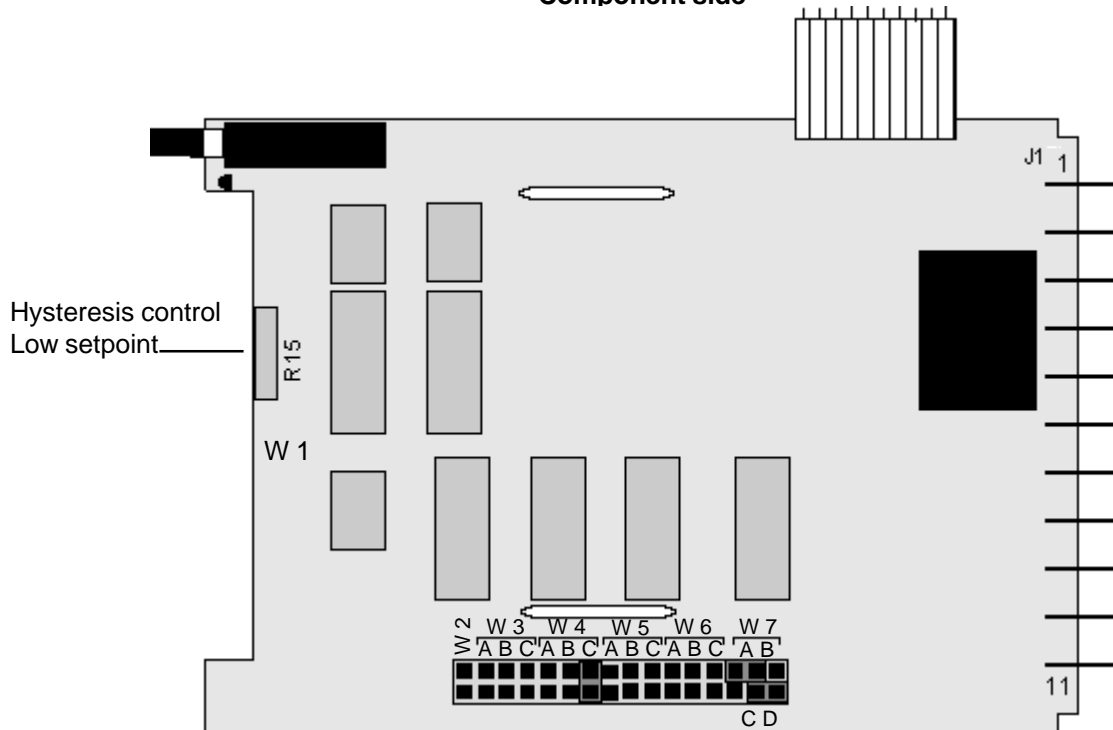 Component side
J1 1
Hysteresis control
Low setpoint
R15
W 1
W 2
W 3 W 4 W 5 W 6 W 7
A B C A B C A B C A B C A B
11
C D